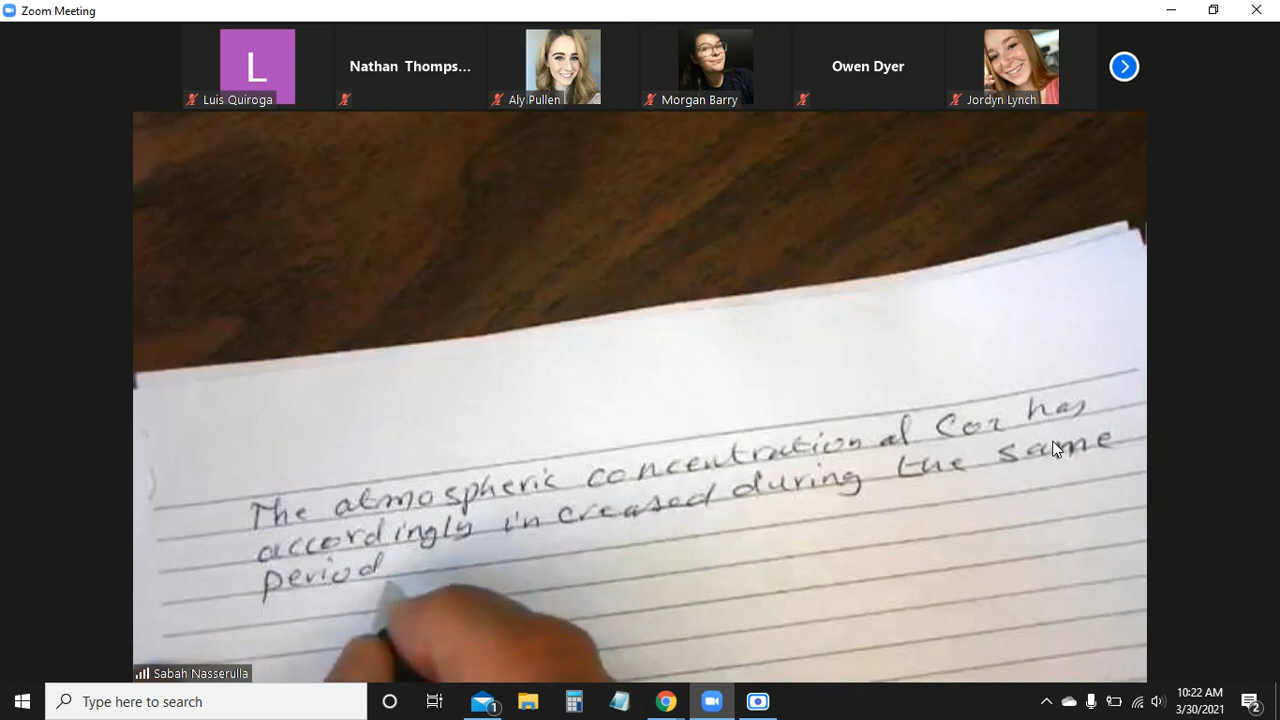 Zoom Meeting
L
Luis Quiroga
Nathan Thomps...
Aly Pullen
Morgan Barry
Owen Dyer
Jordyn Lynch
The atmospheric concentration of Co2 has
accordingly increased during the same
period
Sabah Nasserulla
Type here to search
1
10:22 AM
3/30/2021
2